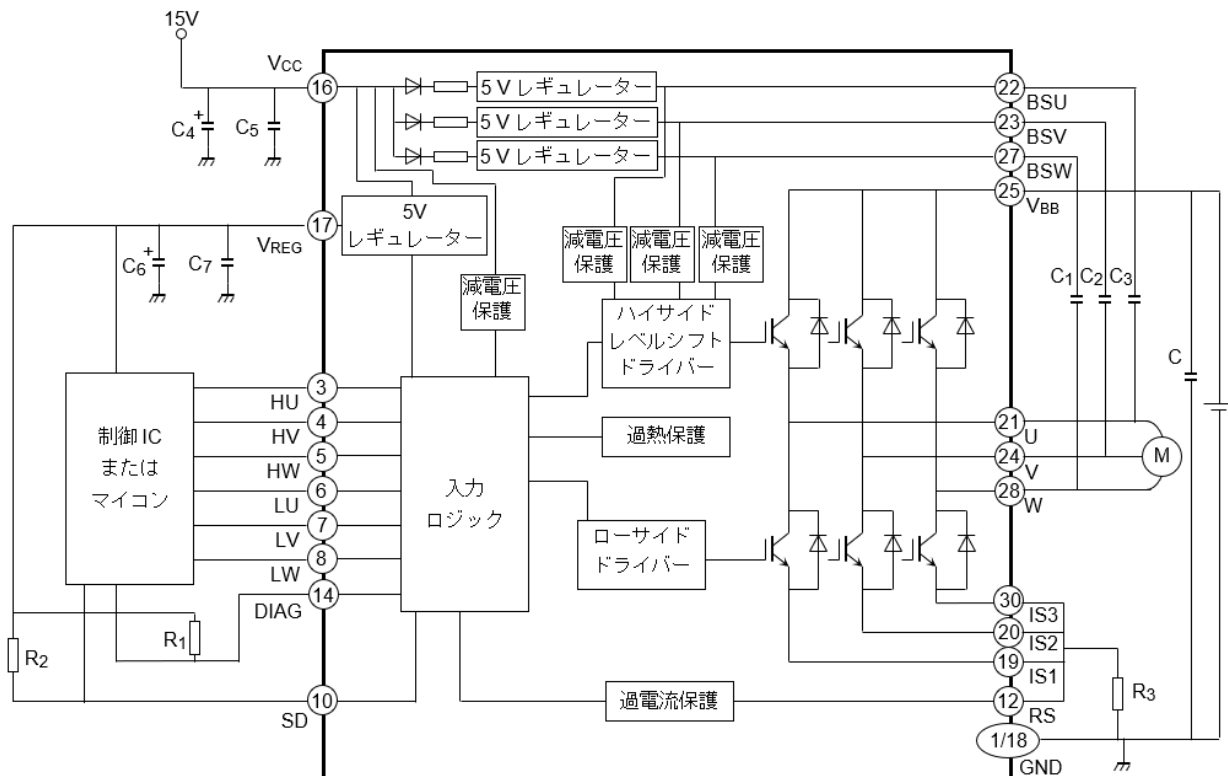 15V
VCC
16
C4
+
C5
5 V レギュレーター
5 V レギュレーター
5 V レギュレーター
22
BSU
23
BSV
27
BSW
25
VBB
17
VREG
5V
レギュレーター
C6
+
C7
減電圧
保護
減電圧
保護
減電圧
保護
減電圧
保護
C1
C2
C3
C
ハイサイド
レベルシフト
ドライバー
制御 IC
または
マイコン
3
HU
4
HV
5
HW
6
LU
7
LV
8
LW
14
DIAG
入力
ロジック
過熱保護
ローサイド
ドライバー
21
U
24
V
28
W
M
30
IS3
20
IS2
19
IS1
R1
R2
R3
10
SD
過電流保護
12
RS
1/18
GND